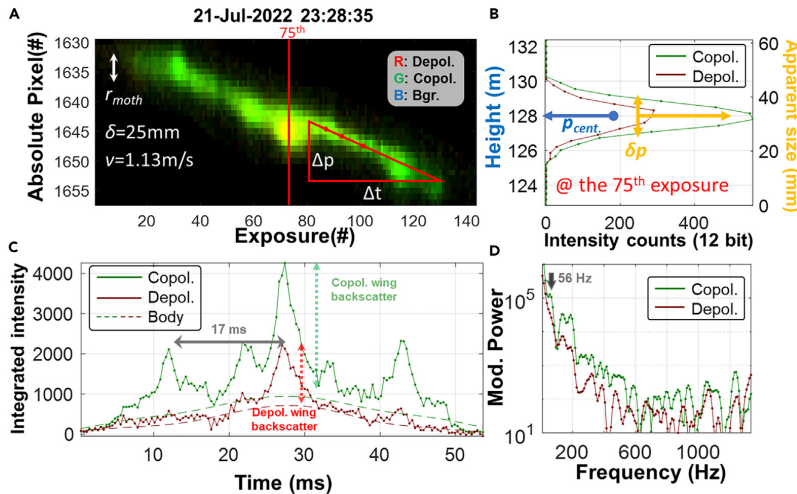 A
21-Jul-2022 23:28:35
75th
Absolute Pixel(#)
1630
1635
1640
1645
1650
1655
rmoth
δ=25mm
v=1.13m/s
R: Depol.
G: Copol.
B: Bgr.
Δp
Δt
20
40
60
80
100
120
140
Exposure(#)
B
Height (m)
132
130
128
126
124
Copol.
Depol.
pcent.
δp
@ the 75th exposure
60
40
20
0
Apparent size (mm)
0
200
400
Intensity counts (12 bit)
C
Integrated intensity
4000
3000
2000
1000
0
Copol.
Depol.
Body
17 ms
Copol. wing
backscatter
Depol. wing
backscatter
10
20
30
40
50
Time (ms)
D
Mod. Power
10^5
10^1
56 Hz
Copol.
Depol.
200
600
1000
Frequency (Hz)